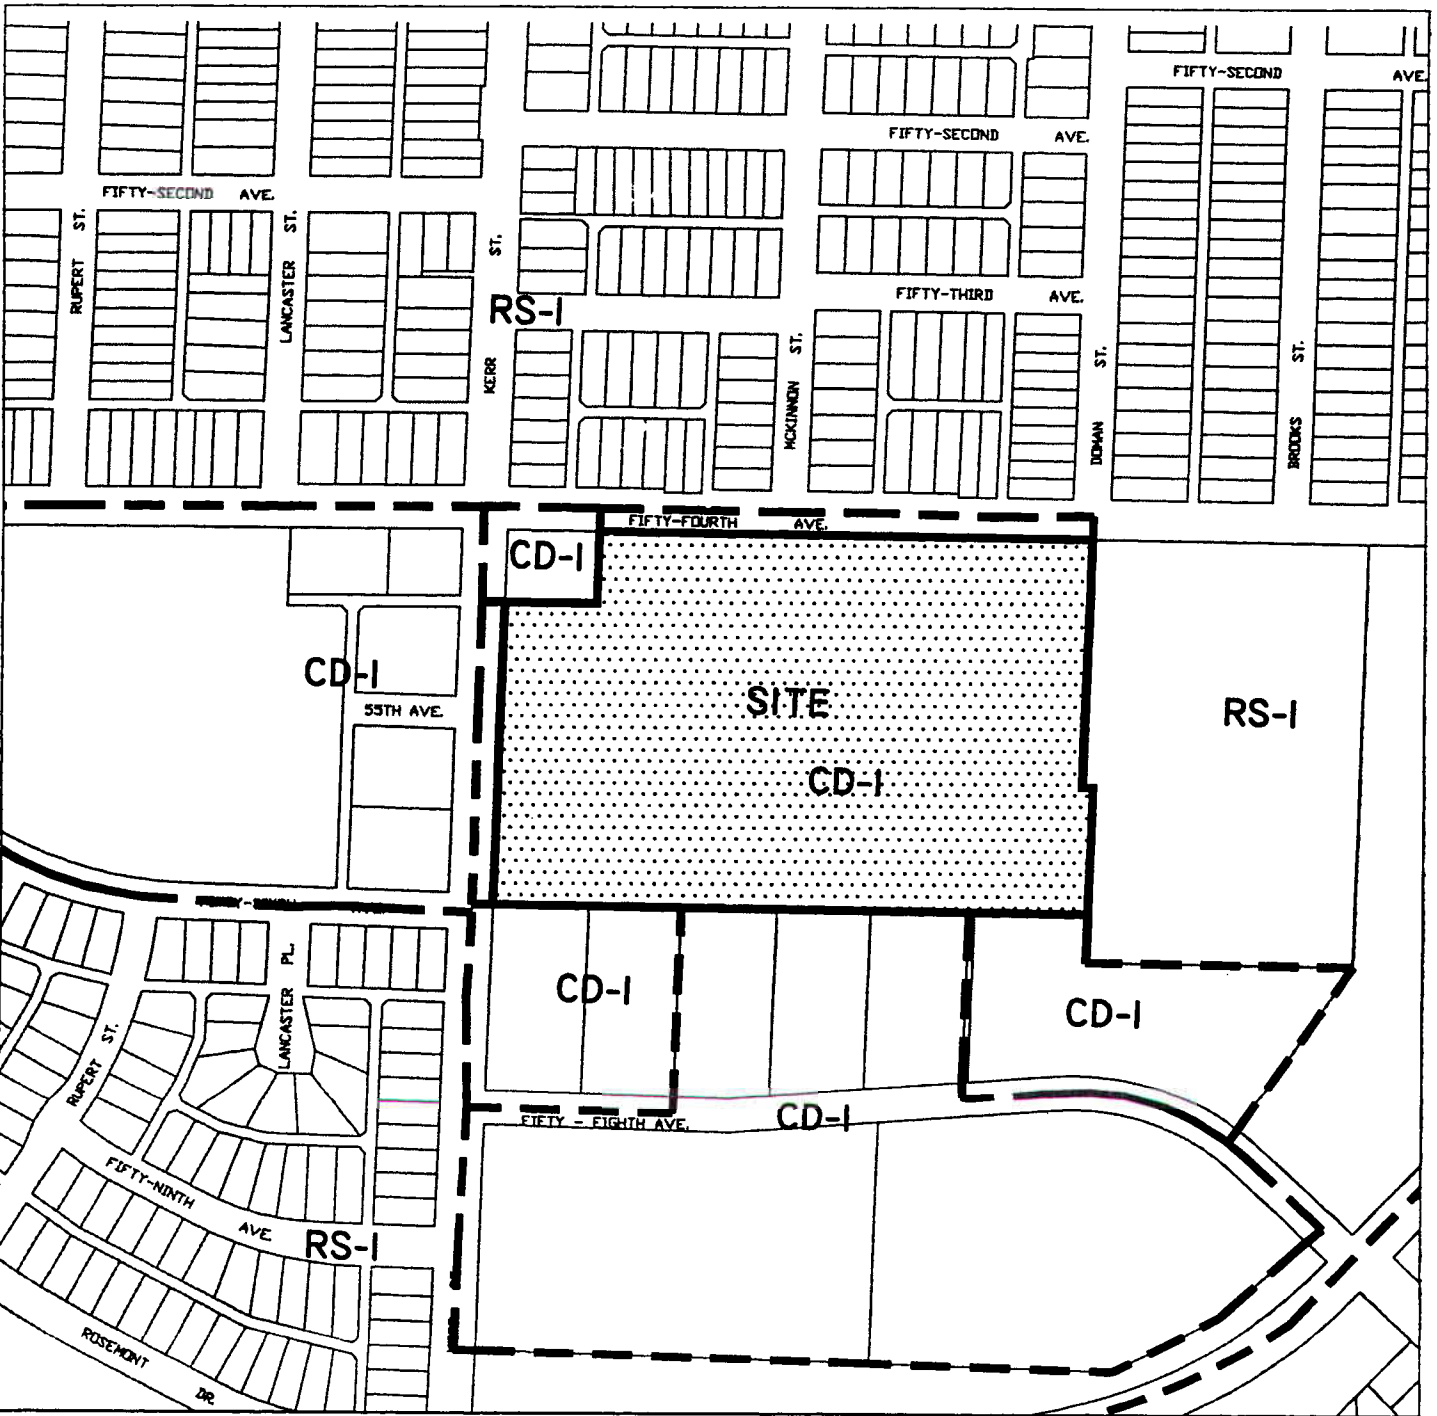 FIFTY-SECOND AVE.
FIFTY-SECOND AVE.
FIFTY-SECOND AVE.
RUPERT ST.
LANCASTER ST.
KERR ST.
RS-1
FIFTY-THIRD AVE.
MCKINNON ST.
DOMAN ST.
BROOKS ST.
FIFTY-FOURTH AVE.
CD-1
CD-1
55TH AVE.
SITE
CD-1
RS-1
LANCASTER PL.
RUPERT ST.
CD-1
CD-1
CD-1
FIFTY - EIGHTH AVE.
FIFTY-NINTH AVE.
RS-1
ROSEMONT DR.